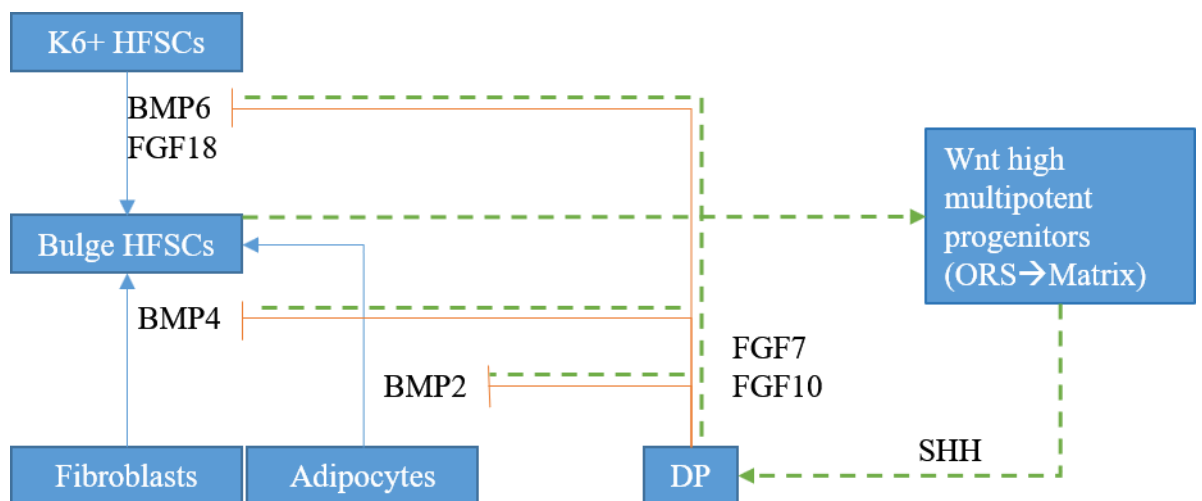 K6+ HFSCs
BMP6
FGF18
Wnt high
multipotent
progenitors
(ORS→Matrix)
Bulge HFSCs
BMP4
FGF7
BMP2
FGF10
SHH
Fibroblasts
Adipocytes
DP